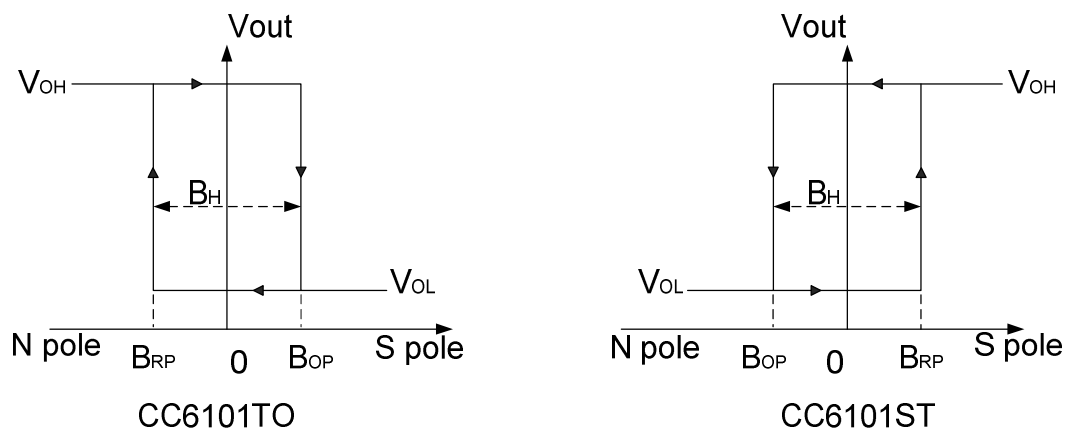 Vout
VOH
BH
VOL
N pole
BRP
0
BOP
S pole
CC6101TO
Vout
VOH
BH
VOL
N pole
BOP
0
BRP
S pole
CC6101ST